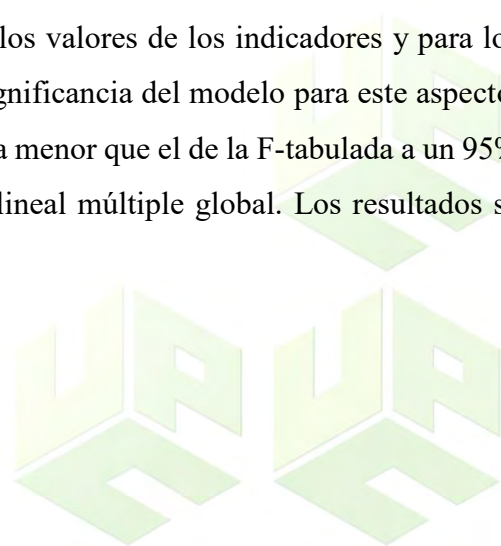 los valores de los indicadores y para lo
gnificancia del modelo para este aspecto
a menor que el de la F-tabulada a un 95%
lineal múltiple global. Los resultados s